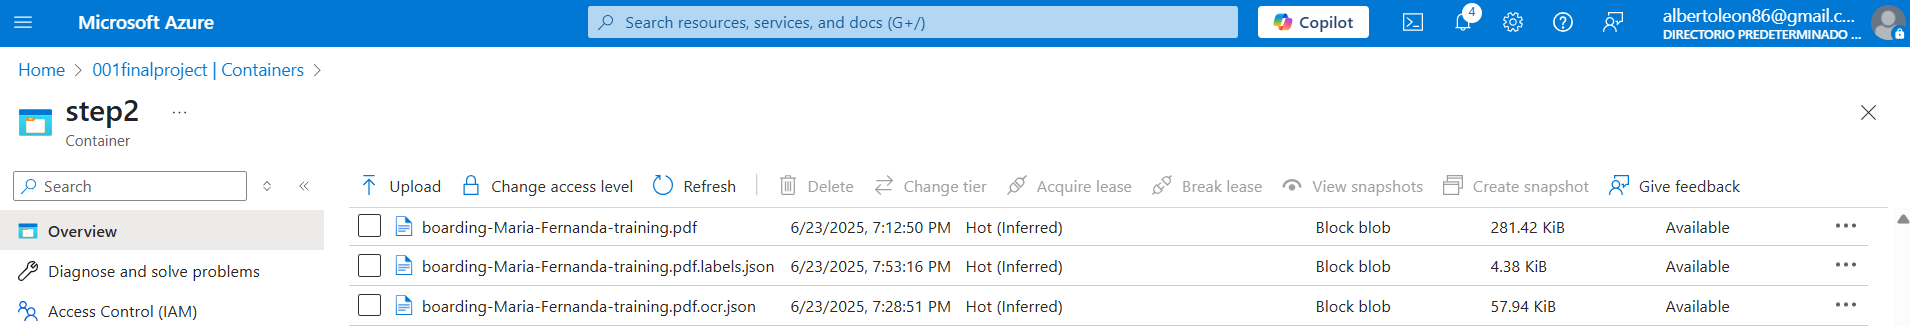 Microsoft Azure
Search resources, services, and docs (G+/)
Copilot
4
albertoleon86@gmail.c...
DIRECTORIO PREDETERMINADO ...
Home > 001finalproject | Containers >
step2 ...
Container
Search
Upload Change access level Refresh Delete Change tier Acquire lease Break lease View snapshots Create snapshot Give feedback
Overview
Diagnose and solve problems
Access Control (IAM)
boarding-Maria-Fernanda-training.pdf 6/23/2025, 7:12:50 PM Hot (Inferred) Block blob 281.42 KiB Available ...
boarding-Maria-Fernanda-training.pdf.labels.json 6/23/2025, 7:53:16 PM Hot (Inferred) Block blob 4.38 KiB Available ...
boarding-Maria-Fernanda-training.pdf.ocr.json 6/23/2025, 7:28:51 PM Hot (Inferred) Block blob 57.94 KiB Available ...